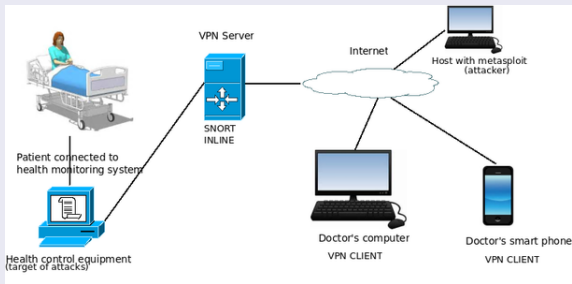 VPN Server
Internet
Host with metasploit
(attacker)
SNORT
INLINE
Patient connected to
health monitoring system
Health control equipment
(target of attacks)
Doctor's computer
VPN CLIENT
Doctor's smart phone
VPN CLIENT